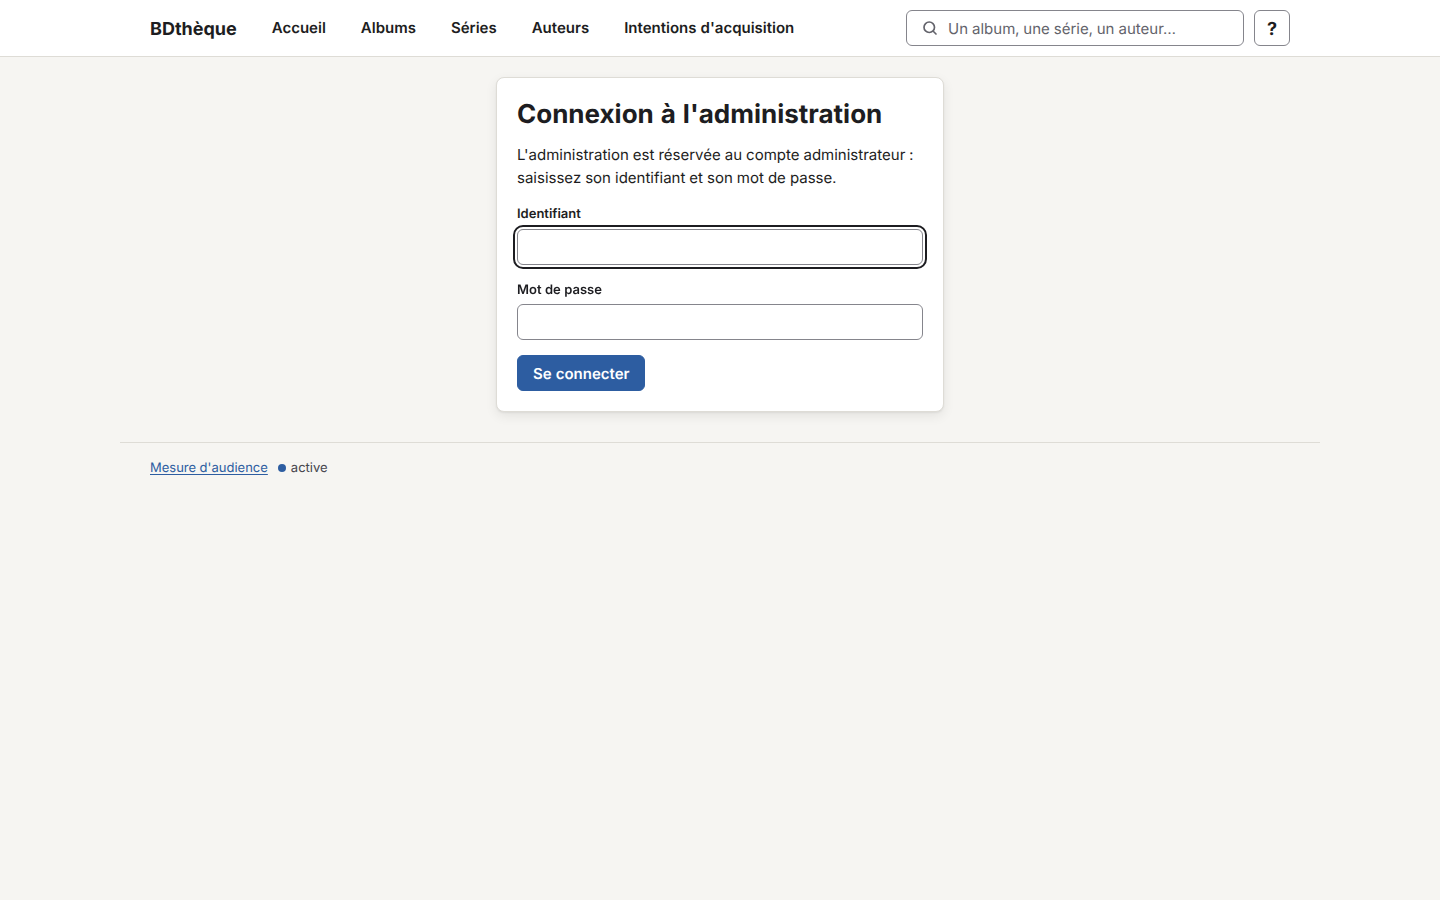 BDthèque Accueil Albums Séries Auteurs Intentions d'acquisition Un album, une série, un auteur... ?
Connexion à l'administration
L'administration est réservée au compte administrateur :
saisissez son identifiant et son mot de passe.
Identifiant
Mot de passe
Se connecter
Mesure d'audience active